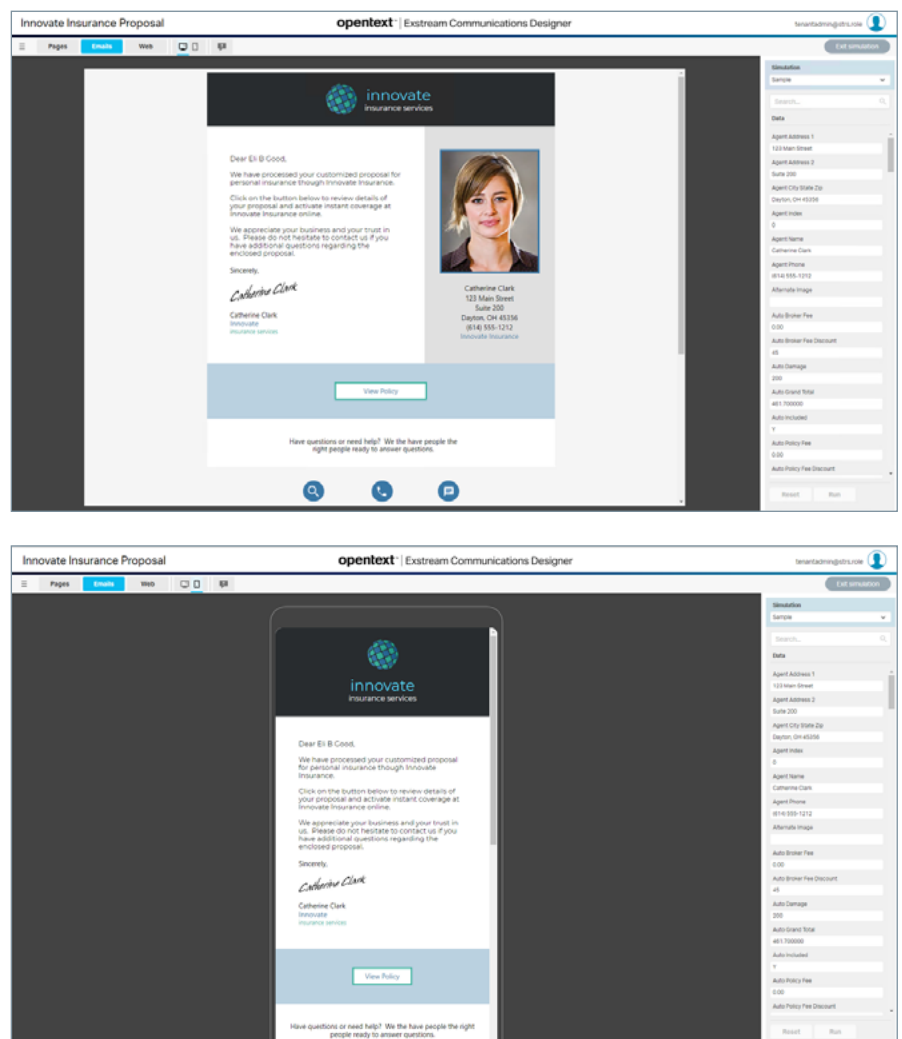 Innovate Insurance Proposal
opentext™ | Exstream Communications Designer
tenantadmin@strs.role
Pages
Emails
Web
Exit simulation
innovate
insurance services
Dear Eli B Good,
We have processed your customized proposal for
personal insurance though Innovate Insurance.
Click on the button below to review details of
your proposal and activate instant coverage at
Innovate Insurance online.
We appreciate your business and your trust in
us. Please do not hesitate to contact us if you
have additional questions regarding the
enclosed proposal.
Sincerely,
Catherine Clark
Catherine Clark
Innovate
insurance services
Catherine Clark
123 Main Street
Suite 200
Dayton, OH 45356
(614) 555-1212
Innovate Insurance
View Policy
Have questions or need help? We the have people the
right people ready to answer questions.
Simulation
Sample
Search...
Data
Agent Address 1
123 Main Street
Agent Address 2
Suite 200
Agent City State Zip
Dayton, OH 45356
Agent Index
0
Agent Name
Catherine Clark
Agent Phone
(614) 555-1212
Alternate Image
Auto Broker Fee
0.00
Auto Broker Fee Discount
45
Auto Damage
200
Auto Grand Total
461.700000
Auto Included
Y
Auto Policy Fee
0.00
Auto Policy Fee Discount
Reset
Run
Innovate Insurance Proposal
opentext™ | Exstream Communications Designer
tenantadmin@strs.role
Pages
Emails
Web
Exit simulation
innovate
insurance services
Dear Eli B Good,
We have processed your customized proposal
for personal insurance though Innovate
Insurance.
Click on the button below to review details of
your proposal and activate instant coverage at
Innovate Insurance online.
We appreciate your business and your trust in
us. Please do not hesitate to contact us if you
have additional questions regarding the
enclosed proposal.
Sincerely,
Catherine Clark
Catherine Clark
Innovate
insurance services
View Policy
Have questions or need help? We the have people the right
people ready to answer questions.
Simulation
Sample
Search...
Data
Agent Address 1
123 Main Street
Agent Address 2
Suite 200
Agent City State Zip
Dayton, OH 45356
Agent Index
0
Agent Name
Catherine Clark
Agent Phone
(614) 555-1212
Alternate Image
Auto Broker Fee
0.00
Auto Broker Fee Discount
45
Auto Damage
200
Auto Grand Total
461.700000
Auto Included
Y
Auto Policy Fee
0.00
Auto Policy Fee Discount
Reset
Run